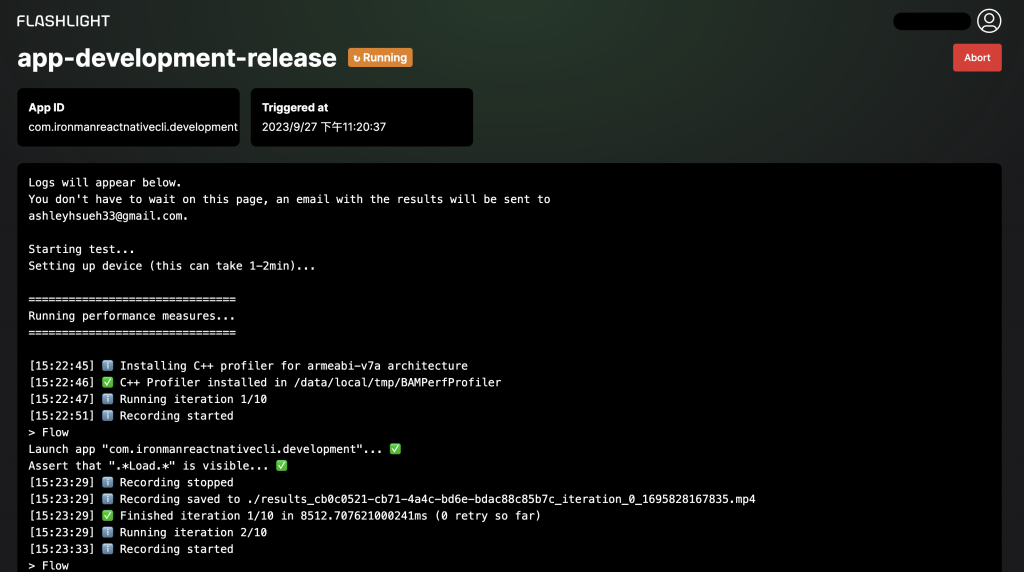 FLASHLIGHT
app-development-release
↻ Running
Abort
App ID
com.ironmanreactnativecli.development
Triggered at
2023/9/27 下午11:20:37
Logs will appear below.
You don't have to wait on this page, an email with the results will be sent to
ashleyhsueh33@gmail.com.
Starting test...
Setting up device (this can take 1-2min)...
===============================
Running performance measures...
===============================
[15:22:45] ℹ️ Installing C++ profiler for armeabi-v7a architecture
[15:22:46] ✅ C++ Profiler installed in /data/local/tmp/BAMPerfProfiler
[15:22:47] ℹ️ Running iteration 1/10
[15:22:51] ℹ️ Recording started
> Flow
Launch app "com.ironmanreactnativecli.development"... ✅
Assert that ".*Load.*" is visible... ✅
[15:23:29] ℹ️ Recording stopped
[15:23:29] ℹ️ Recording saved to ./results_cb0c0521-cb71-4a4c-bd6e-bdac88c85b7c_iteration_0_1695828167835.mp4
[15:23:29] ✅ Finished iteration 1/10 in 8512.707621000241ms (0 retry so far)
[15:23:29] ℹ️ Running iteration 2/10
[15:23:33] ℹ️ Recording started
> Flow